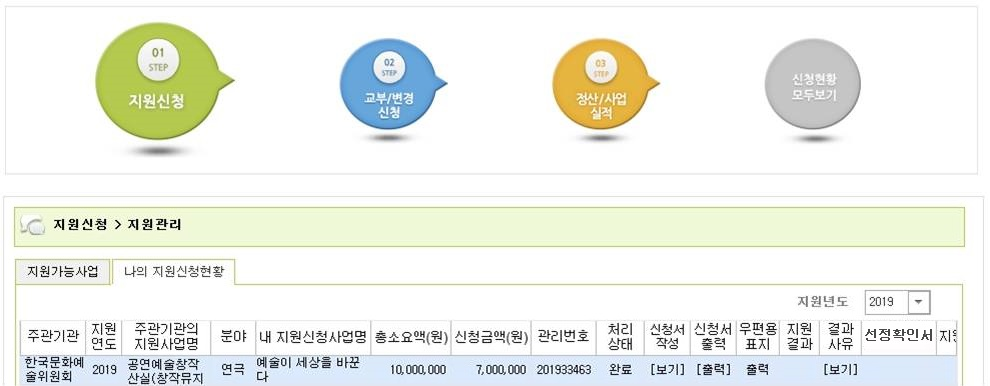 01
STEP
지원신청
02
STEP
교부/변경
신청
03
STEP
정산/사업
실적
신청현황
모두보기
지원신청 > 지원관리
지원가능사업
나의 지원신청현황
지원년도
2019
주관기관
지원
연도
주관기관의
지원사업명
분야
내 지원신청사업명
총소요액(원)
신청금액(원)
관리번호
처리
상태
신청서
작성
신청서
출력
우편용
표지
지원
결과
결과
사유
선정확인서
한국문화예
술위원회
2019
공연예술창작
산실(창작뮤지
연극
예술이 세상을 바꾼
다
10,000,000
7,000,000
201933463
완료
[보기]
[출력]
출력
[보기]